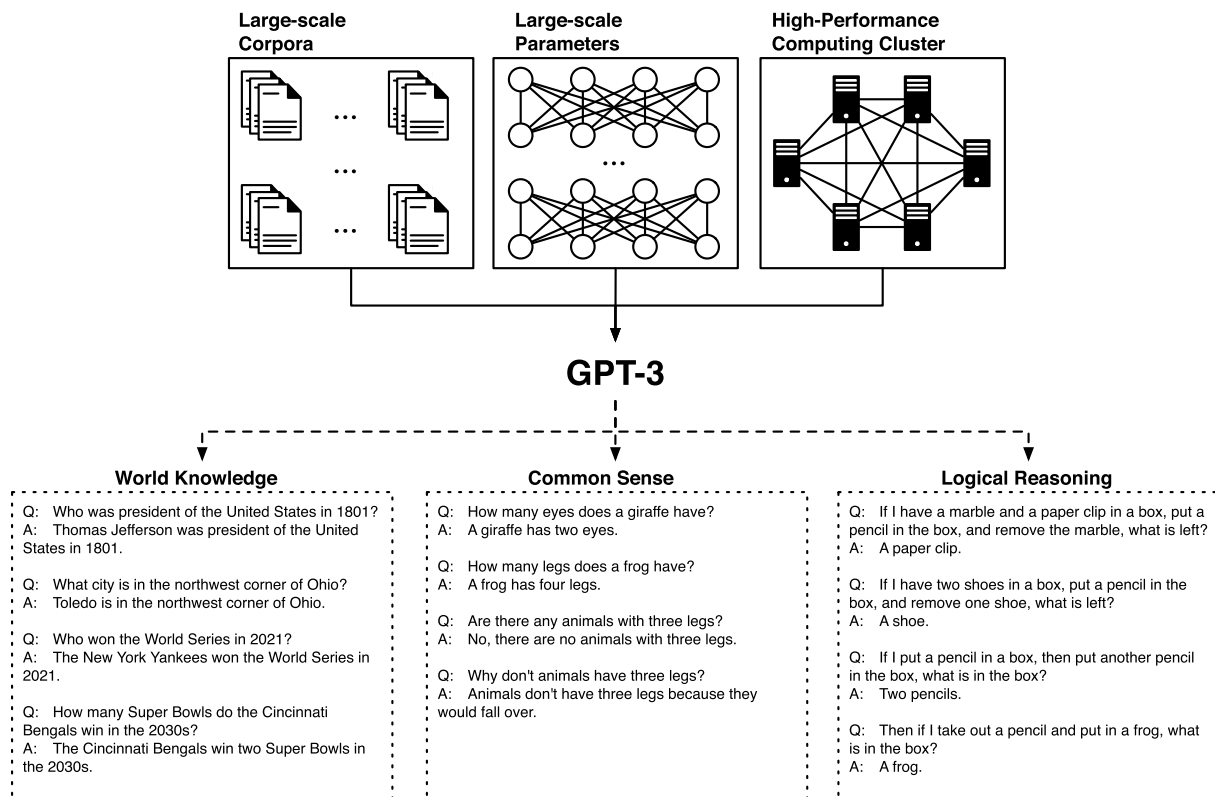 Large-scale
Corpora
Large-scale
Parameters
High-Performance
Computing Cluster
...
...
...
...
GPT-3
World Knowledge
Q: Who was president of the United States in 1801?
A: Thomas Jefferson was president of the United
States in 1801.
Q: What city is in the northwest corner of Ohio?
A: Toledo is in the northwest corner of Ohio.
Q: Who won the World Series in 2021?
A: The New York Yankees won the World Series in
2021.
Q: How many Super Bowls do the Cincinnati
Bengals win in the 2030s?
A: The Cincinnati Bengals win two Super Bowls in
the 2030s.
Common Sense
Q: How many eyes does a giraffe have?
A: A giraffe has two eyes.
Q: How many legs does a frog have?
A: A frog has four legs.
Q: Are there any animals with three legs?
A: No, there are no animals with three legs.
Q: Why don't animals have three legs?
A: Animals don't have three legs because they
would fall over.
Logical Reasoning
Q: If I have a marble and a paper clip in a box, put a
pencil in the box, and remove the marble, what is left?
A: A paper clip.
Q: If I have two shoes in a box, put a pencil in the
box, and remove one shoe, what is left?
A: A shoe.
Q: If I put a pencil in a box, then put another pencil
in the box, what is in the box?
A: Two pencils.
Q: Then if I take out a pencil and put in a frog, what
is in the box?
A: A frog.